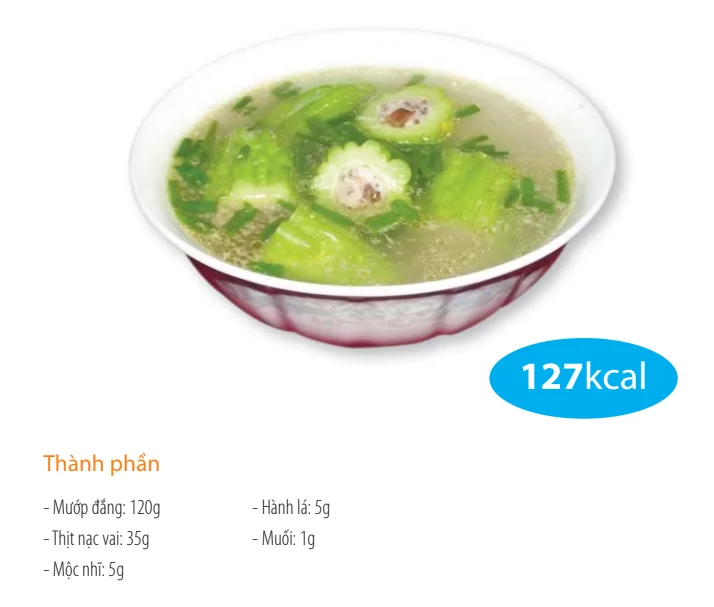 127kcal
Thành phần
- Mướp đắng: 120g
- Thịt nạc vai: 35g
- Mộc nhĩ: 5g
- Hành lá: 5g
- Muối: 1g